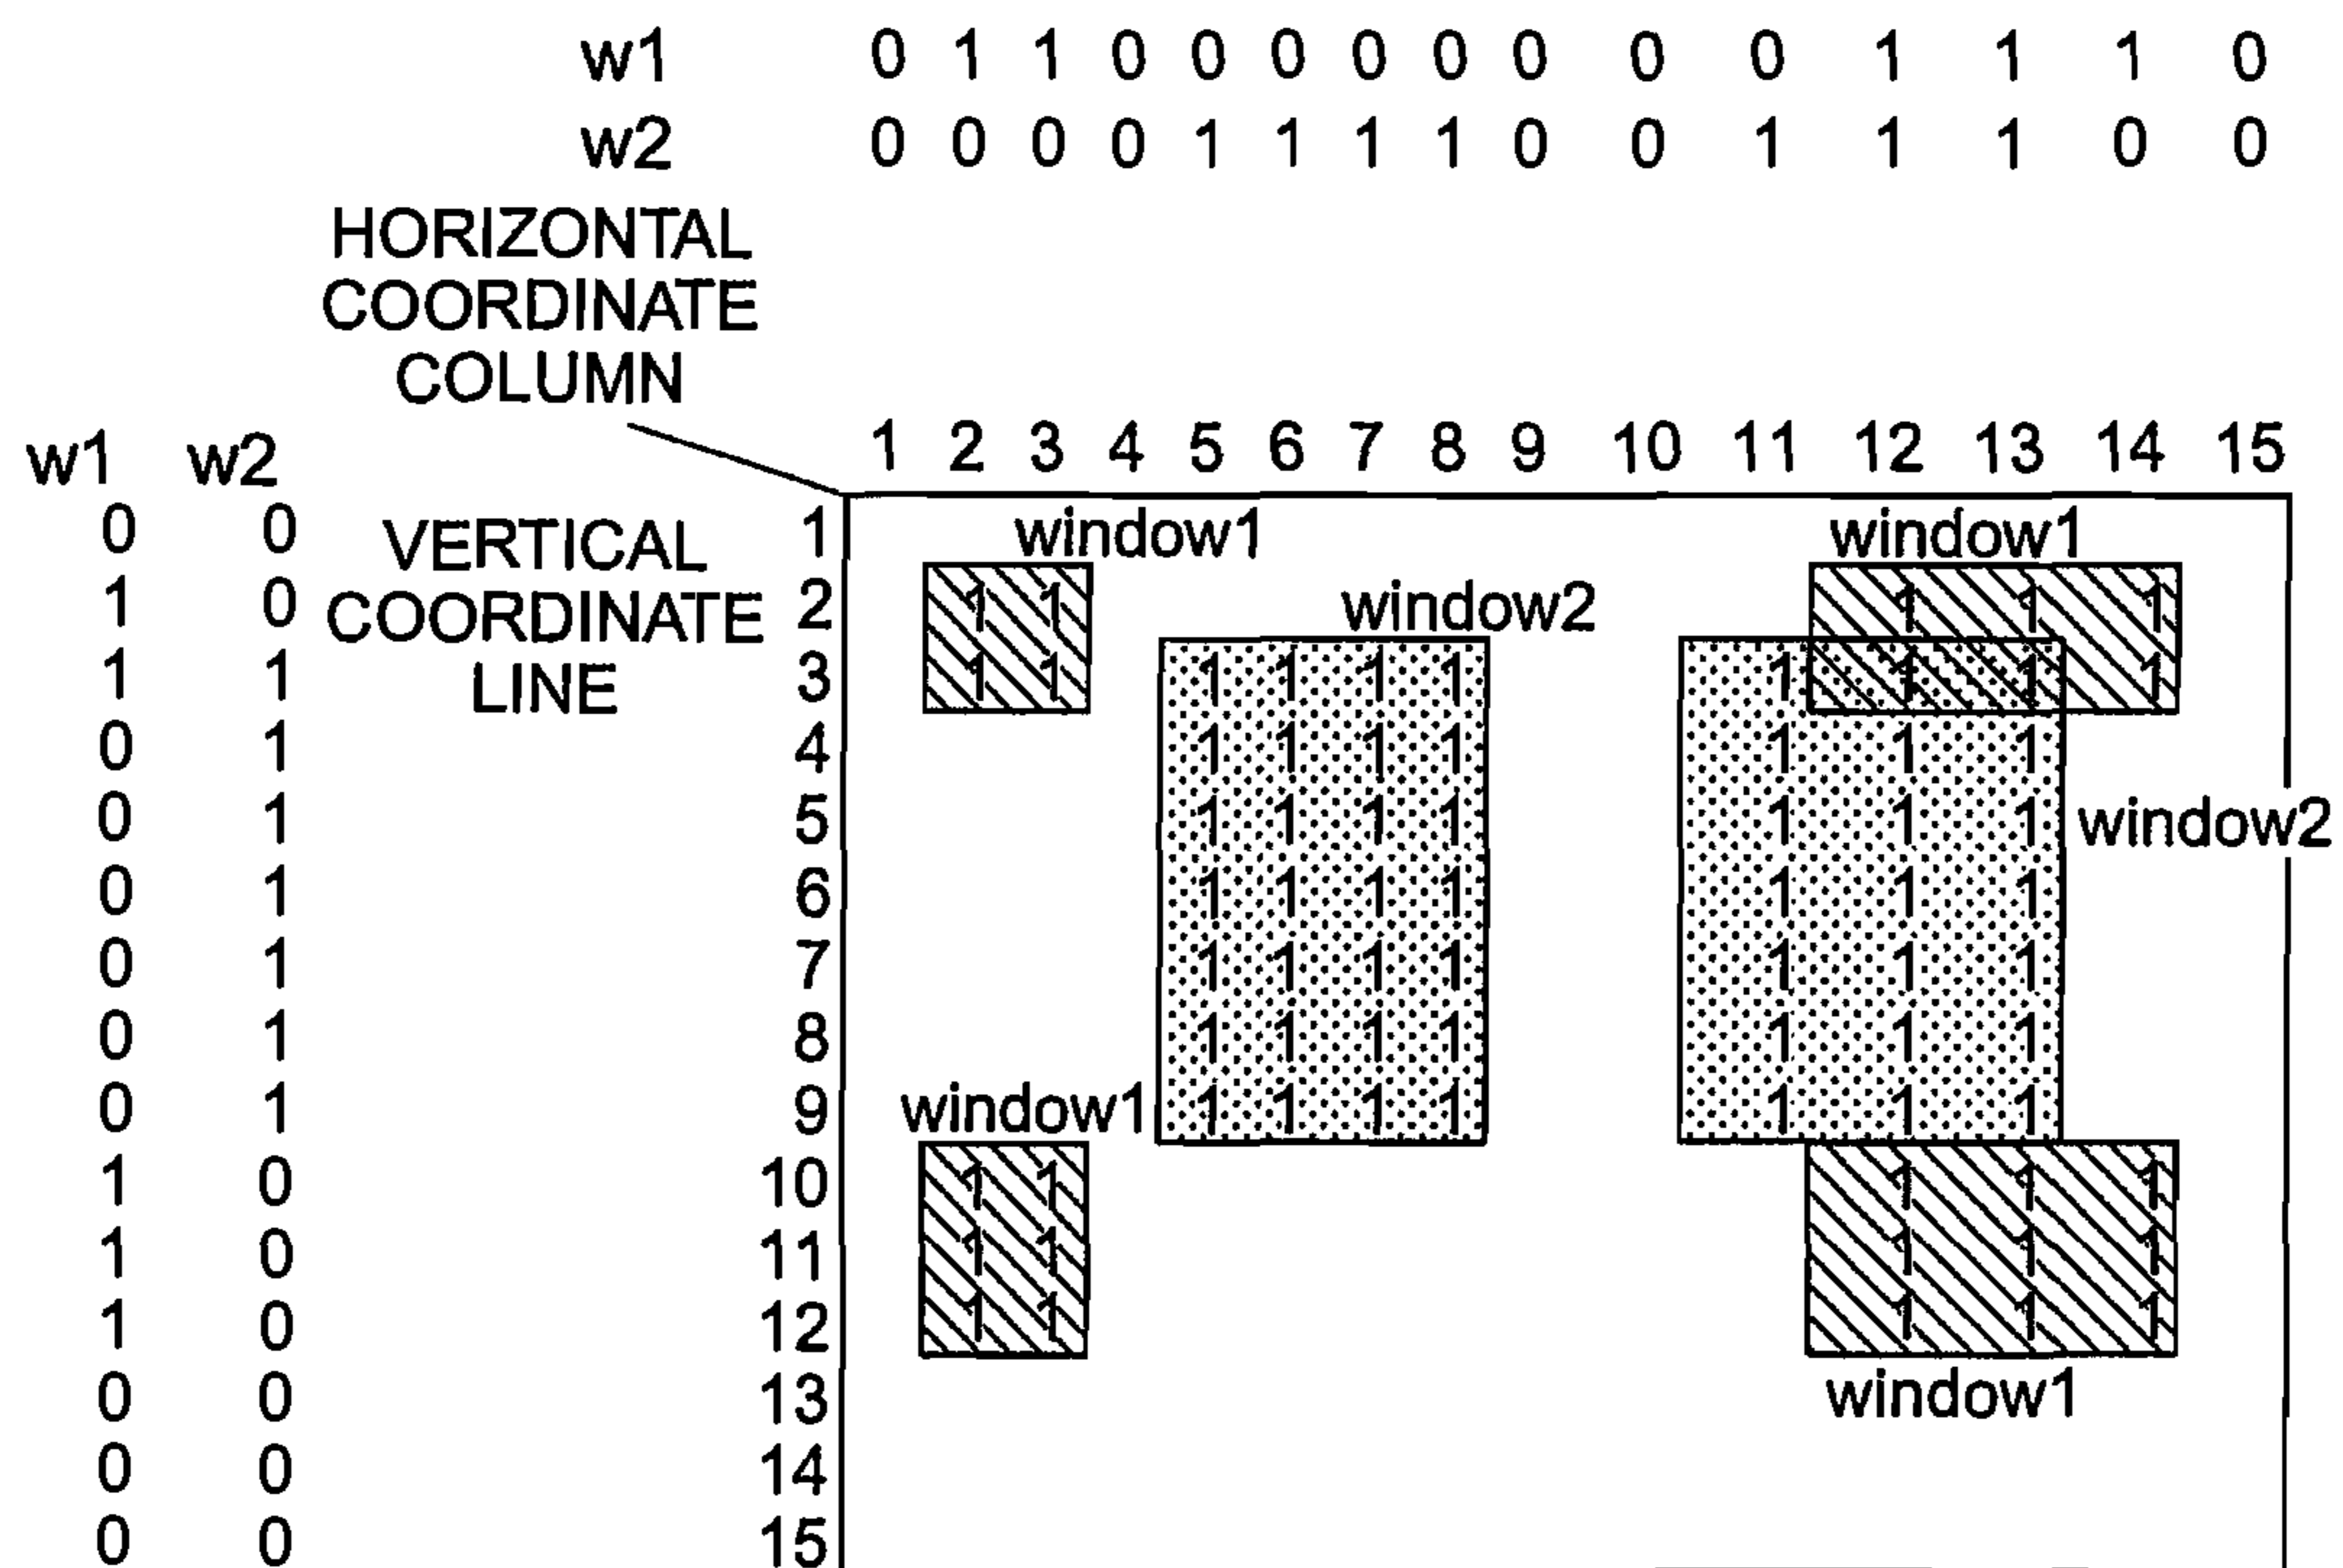 w1 0 1 1 0 0 0 0 0 0 0 0 1 1 1 0
w2 0 0 0 0 1 1 1 1 0 0 1 1 1 0 0
HORIZONTAL
COORDINATE
COLUMN
w1 w2 1 2 3 4 5 6 7 8 9 10 11 12 13 14 15
0 0 VERTICAL 1 window1 window1
1 0 COORDINATE 2 1 1 window2 1 1 1
1 1 LINE 3 1 1 1 1 1 1 1 1 1 1
0 1 4 1 1 1 1 1 1 1
0 1 5 1 1 1 1 1 1 1 window2
0 1 6 1 1 1 1 1 1 1
0 1 7 1 1 1 1 1 1 1
0 1 8 1 1 1 1 1 1 1
0 1 9 window1 1 1 1 1 1 1 1
1 0 10 1 1 1 1 1
1 0 11 1 1 1 1 1
1 0 12 1 1 1 1 1
0 0 13 window1
0 0 14
0 0 15